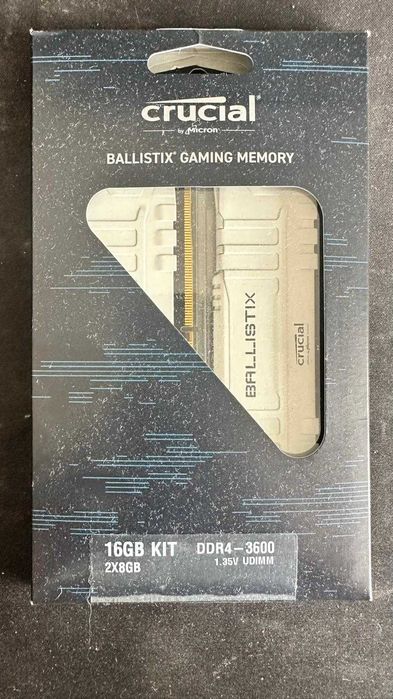 crucial
by Micron
BALLISTIX® GAMING MEMORY
BALLISTIX
crucial
16GB KIT DDR4-3600
2X8GB 1.35V UDIMM